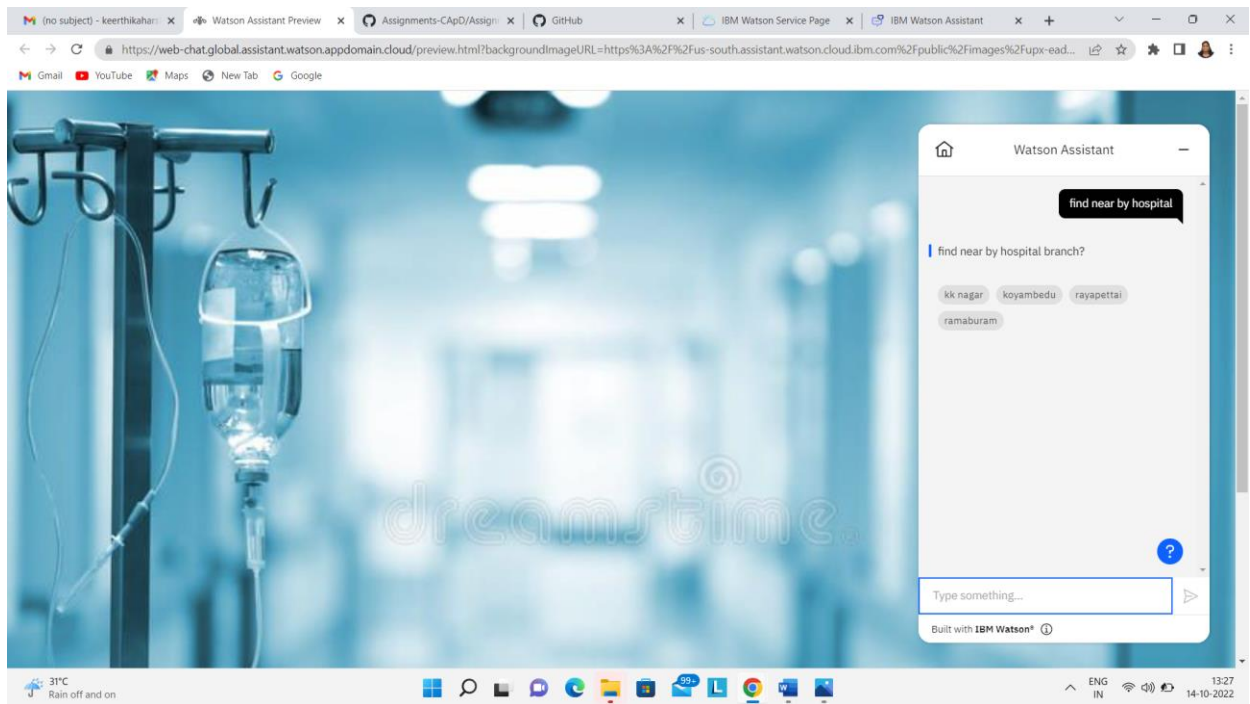 (no subject) - keerthikahars
Watson Assistant Preview
Assignments-CApD/Assign
GitHub
IBM Watson Service Page
IBM Watson Assistant
https://web-chat.global.assistant.watson.appdomain.cloud/preview.html?backgroundImageURL=https%3A%2F%2Fus-south.assistant.watson.cloud.ibm.com%2Fpublic%2Fimages%2Fupx-ead...
Gmail
YouTube
Maps
New Tab
Google
Watson Assistant
find near by hospital
find near by hospital branch?
kk nagar koyambedu rayapettai
ramaburam
dreamstime
?
Type something...
Built with IBM Watson®
31°C
Rain off and on
99+
L
ENG
IN
13:27
14-10-2022